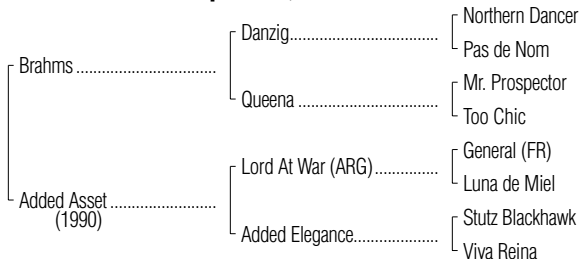 Northern Dancer
Danzig
Pas de Nom
Brahms
Mr. Prospector
Queena
Too Chic
General (FR)
Lord At War (ARG)
Luna de Miel
Added Asset
(1990)
Stutz Blackhawk
Added Elegance
Viva Reina